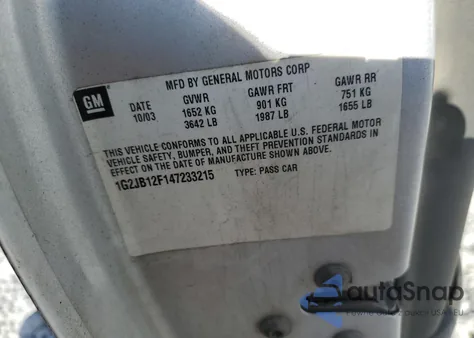 MFD BY GENERAL MOTORS CORP
GM
DATE GVWR GAWR FRT GAWR RR
10/03 1652 KG 901 KG 751 KG
3642 LB 1987 LB 1655 LB
THIS VEHICLE CONFORMS TO ALL APPLICABLE U.S. FEDERAL MOTOR
VEHICLE SAFETY, BUMPER, AND THEFT PREVENTION STANDARDS IN
EFFECT ON THE DATE OF MANUFACTURE SHOWN ABOVE.
1G2JB12F147233215 TYPE: PASS CAR
autoSnap